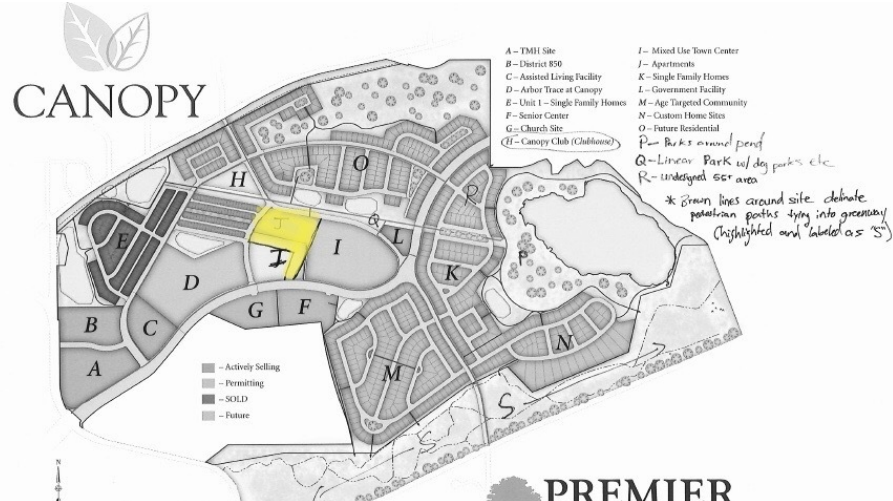 CANOPY
A – TMH Site
B – District 850
C – Assisted Living Facility
D – Arbor Trace at Canopy
E – Unit 1 – Single Family Homes
F – Senior Center
G – Church Site
H – Canopy Club (Clubhouse)
I – Mixed Use Town Center
J – Apartments
K – Single Family Homes
L – Government Facility
M – Age Targeted Community
N – Custom Home Sites
O – Future Residential
P – Parks around pond
Q – Linear Park w/ dog parks etc
R – undesigned 55+ area
* Brown lines around site delinate
pedestrian paths tying into greenway
(highlighted and labeled as "S")
O
H
R
J
Q
E
I
L
P
I
K
D
G
F
B
C
N
A
M
S
S
– Actively Selling
– Permitting
– SOLD
– Future
N
PREMIER